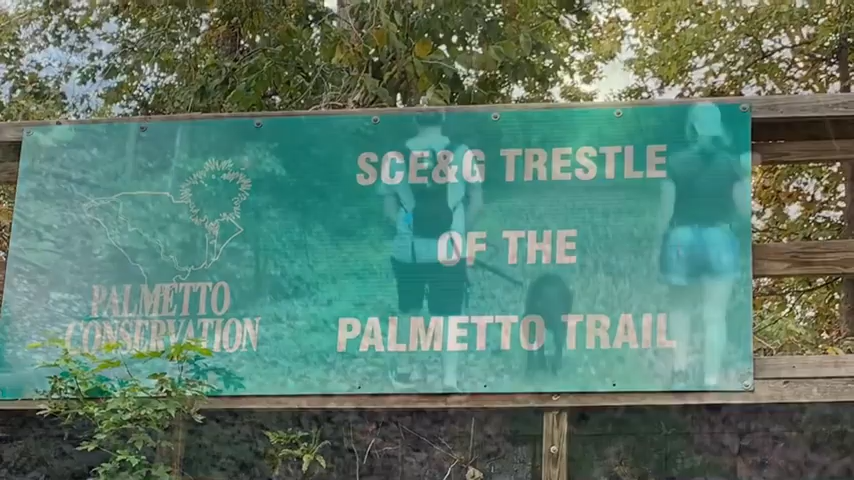 SCE&G TRESTLE
OF THE
PALMETTO TRAIL
PALMETTO
CONSERVATION